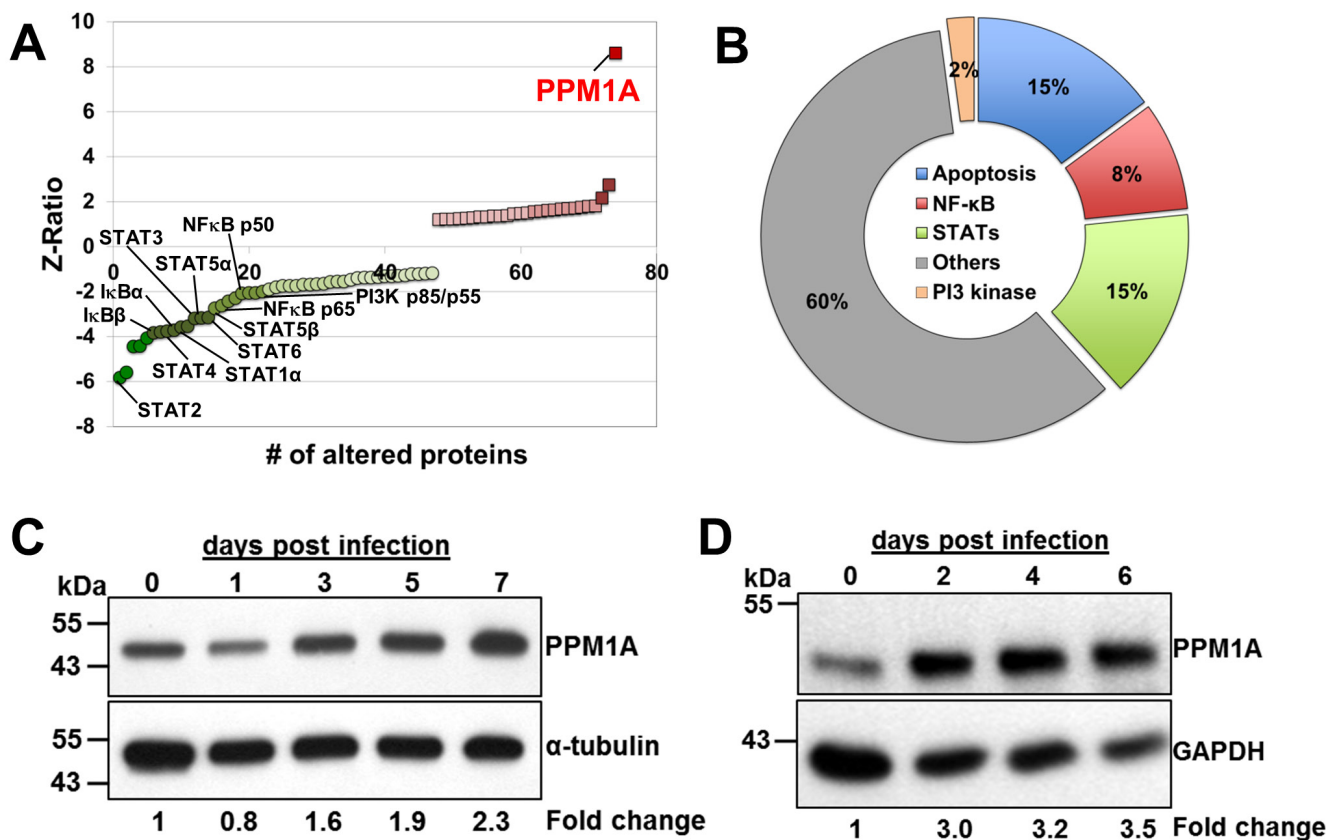 A
Z-Ratio
10
8
6
4
2
0
-2
-4
-6
-8
0
20
40
60
80
PPM1A
NFκB p50
STAT3
STAT5α
IκBα
IκBβ
PI3K p85/p55
NFκB p65
STAT5β
STAT6
STAT4
STAT1α
STAT2
# of altered proteins
B
2%
15%
8%
15%
60%
Apoptosis
NF-κB
STATs
Others
PI3 kinase
C
days post infection
kDa 0 1 3 5 7
55
43
PPM1A
55
43
α-tubulin
1 0.8 1.6 1.9 2.3 Fold change
D
days post infection
kDa 0 2 4 6
55
PPM1A
43
GAPDH
1 3.0 3.2 3.5 Fold change